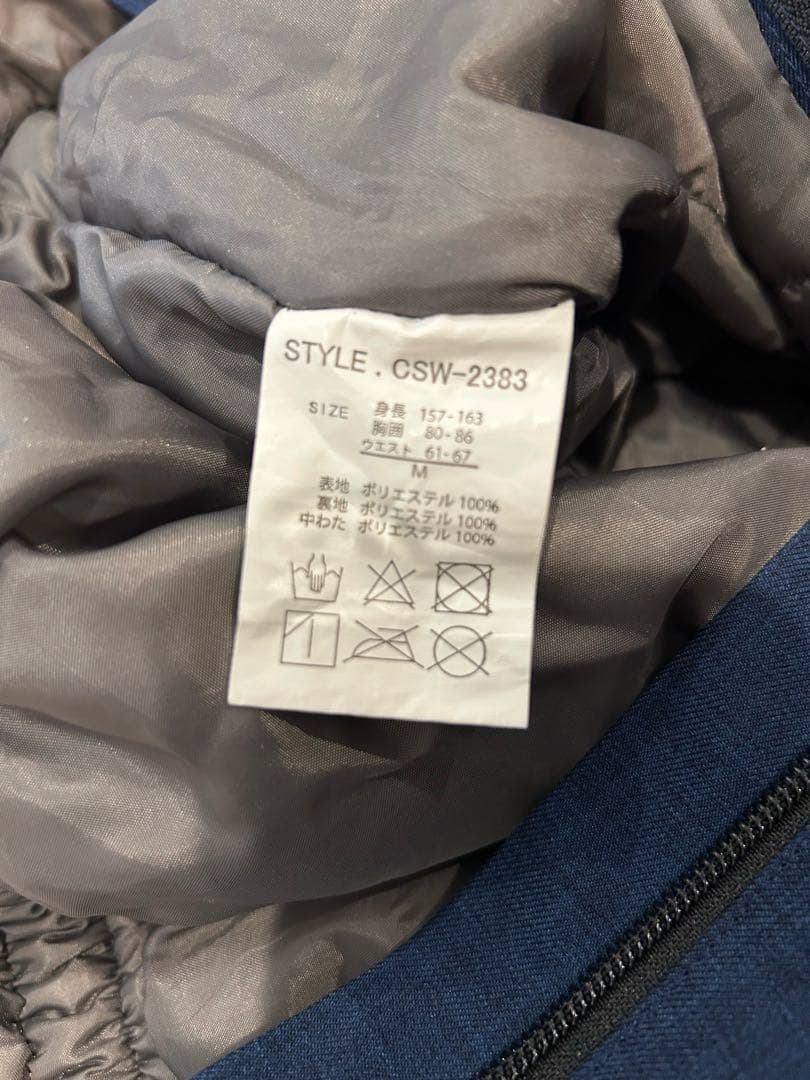 STYLE . CSW-2383
SIZE 身長 157-163
胸囲 80-86
ウエスト 61-67
M
表地 ポリエステル 100%
裏地 ポリエステル 100%
中わた ポリエステル 100%